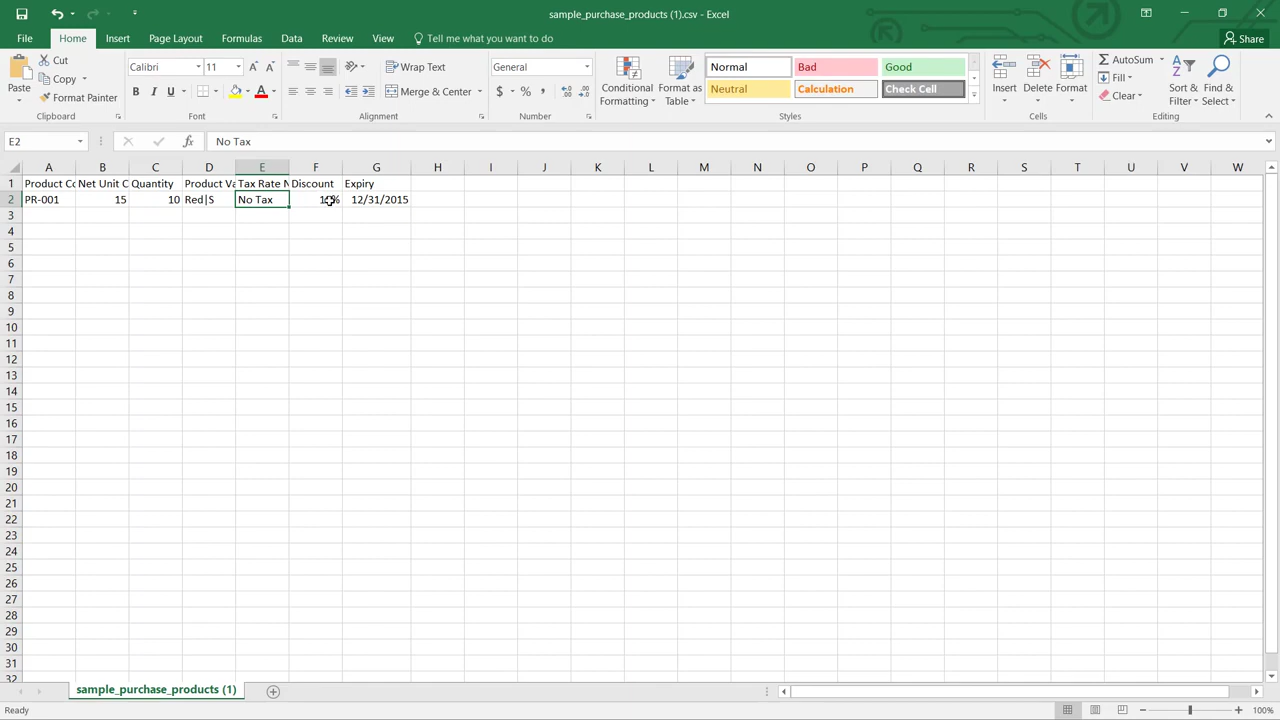 sample_purchase_products (1).csv - Excel
File Home Insert Page Layout Formulas Data Review View Tell me what you want to do Share
Paste
Cut
Copy
Format Painter
Calibri 11
B I U A
Wrap Text
Merge & Center
General
$ % ,
Conditional Formatting
Format as Table
Normal Bad Good
Neutral Calculation Check Cell
Insert Delete Format
AutoSum
Fill
Clear
Sort & Filter
Find & Select
Clipboard Font Alignment Number Styles Cells Editing
E2 fx No Tax
A B C D E F G H I J K L M N O P Q R S T U V W
1 Product Co Net Unit C Quantity Product Va Tax Rate N Discount Expiry
2 PR-001 15 10 Red|S No Tax 12/31/2015
3
4
5
6
7
8
9
10
11
12
13
14
15
16
17
18
19
20
21
22
23
24
25
26
27
28
29
30
31
32
sample_purchase_products (1)
Ready 100%